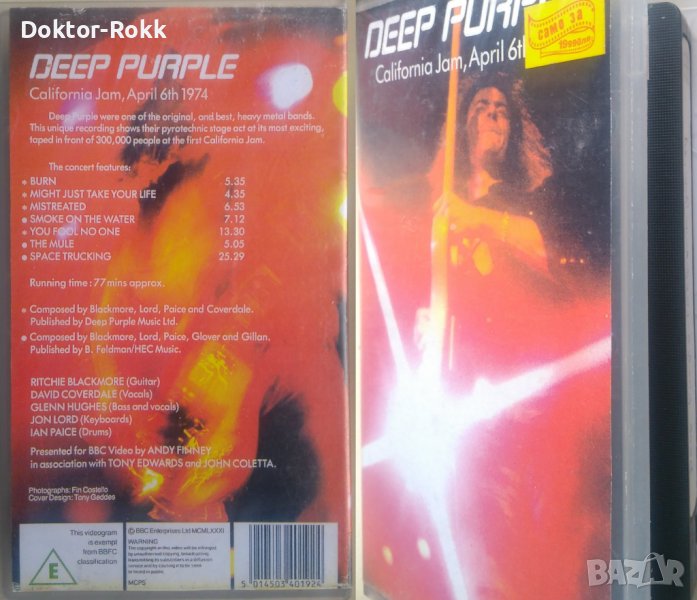 Doktor-Rokk
DEEP PURPLE
California Jam, April 6th 1974
Deep Purple were one of the original, and best, heavy metal bands.
This unique recording shows their pyrotechnic stage act at its most exciting,
taped in front of 300,000 people at the first California Jam.
The concert features:
* BURN 5.35
* MIGHT JUST TAKE YOUR LIFE 4.35
* MISTREATED 6.53
● SMOKE ON THE WATER 7.12
* YOU FOOL NO ONE 13.30
● THE MULE 5.05
● SPACE TRUCKING 25.29
Running time: 77 mins approx.
* Composed by Blackmore, Lord, Paice and Coverdale.
Published by Deep Purple Music Ltd.
● Composed by Blackmore, Lord, Paice, Glover and Gillan.
Published by B. Feldman/HEC Music.
RITCHIE BLACKMORE (Guitar)
DAVID COVERDALE (Vocals)
GLENN HUGHES (Bass and vocals)
JON LORD (Keyboards)
IAN PAICE (Drums)
Presented for BBC Video by ANDY FINNEY
in association with TONY EDWARDS and JOHN COLETTA.
Photographs: Fin Costello
Cover Design: Tony Geddes
E
This videogram
is exempt
from BBFC
classification
© BBC Enterprises Ltd MCMLXXXI
WARNING
MCPS
5 014503 401924
DEEP PURPLE
California Jam, April 6th
САМО ЗА
BAZAR